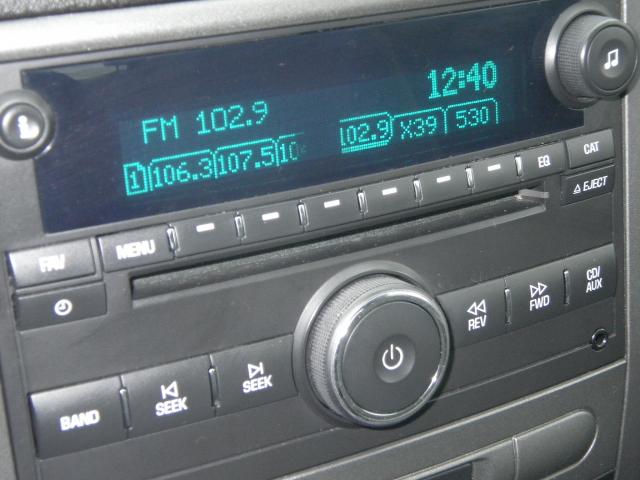 12:40
FM 102.9
1 106.3 107.5 10 102.9 X39 530
EQ CAT
EJECT
FAV MENU
REV FWD CD/
AUX
BAND SEEK SEEK